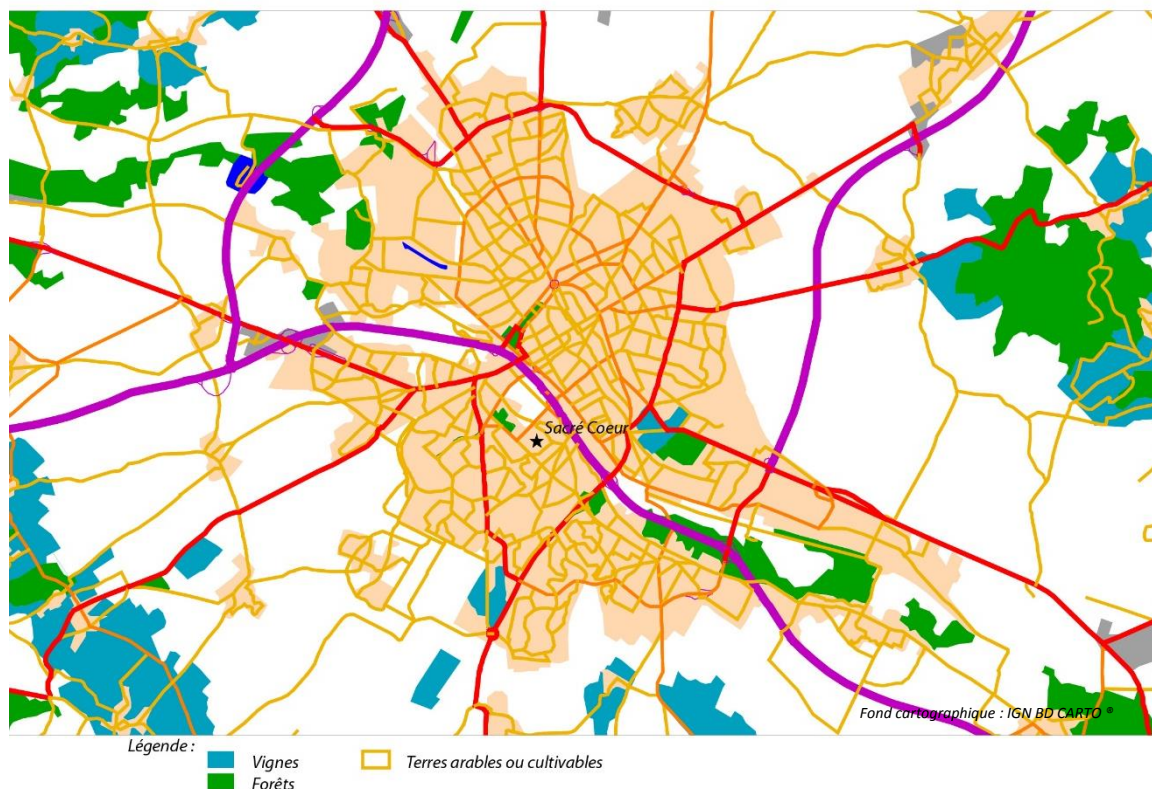 Sacré Coeur
Fond cartographique : IGN BD CARTO ®
Légende :
Vignes
Terres arables ou cultivables
Forêts